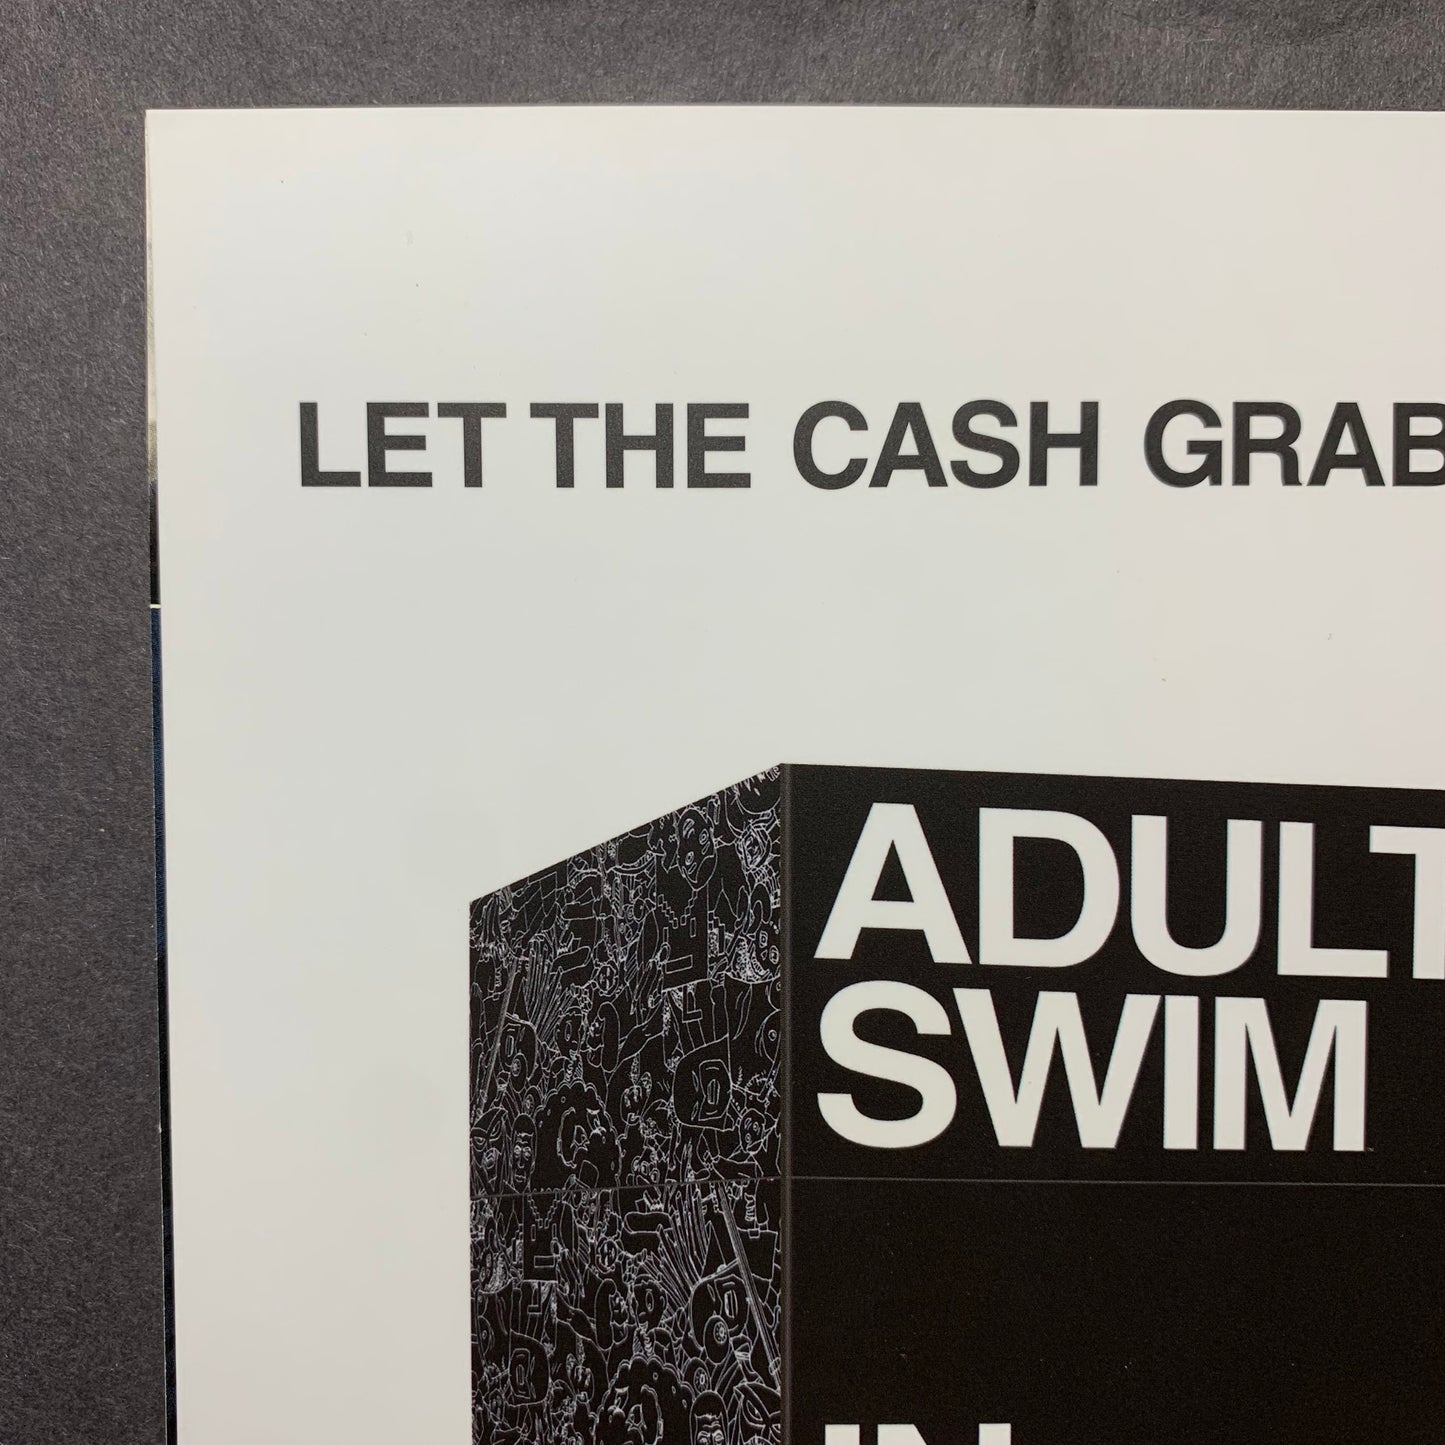 LET THE CASH GRAB
ADULT
SWIM
IN